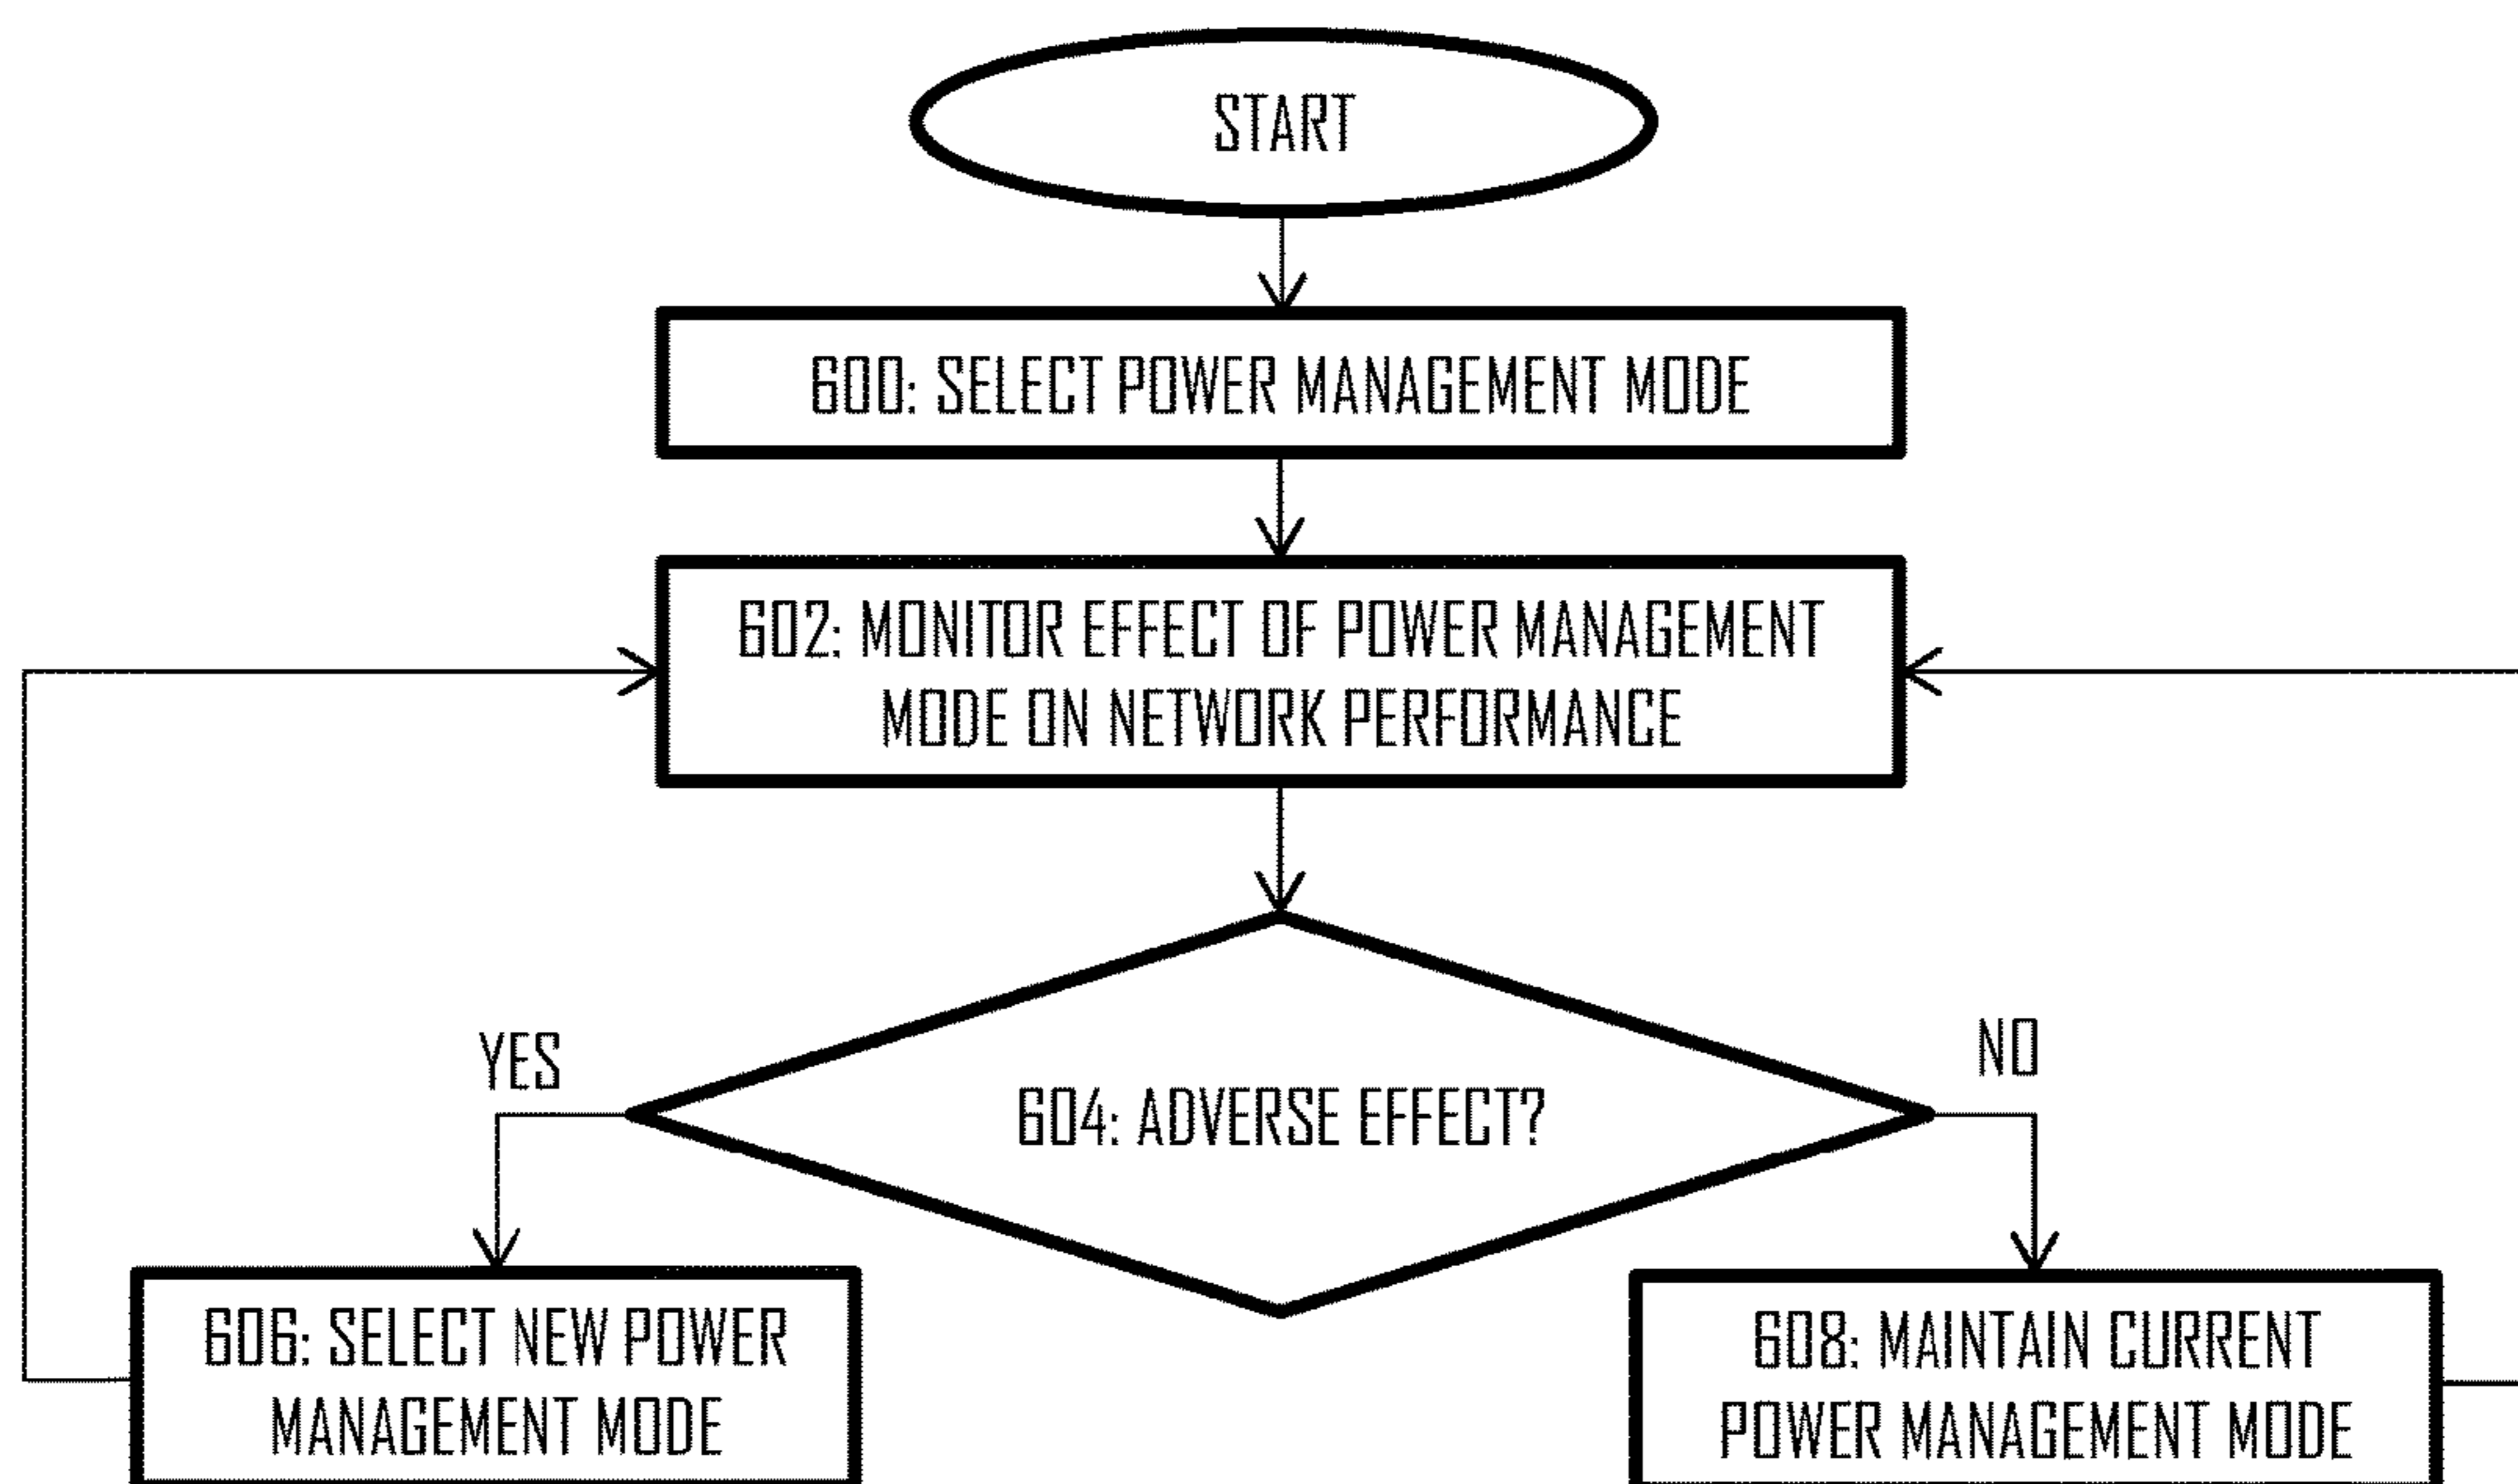 START
600: SELECT POWER MANAGEMENT MODE
602: MONITOR EFFECT OF POWER MANAGEMENT
MODE ON NETWORK PERFORMANCE
YES
NO
604: ADVERSE EFFECT?
606: SELECT NEW POWER
MANAGEMENT MODE
608: MAINTAIN CURRENT
POWER MANAGEMENT MODE